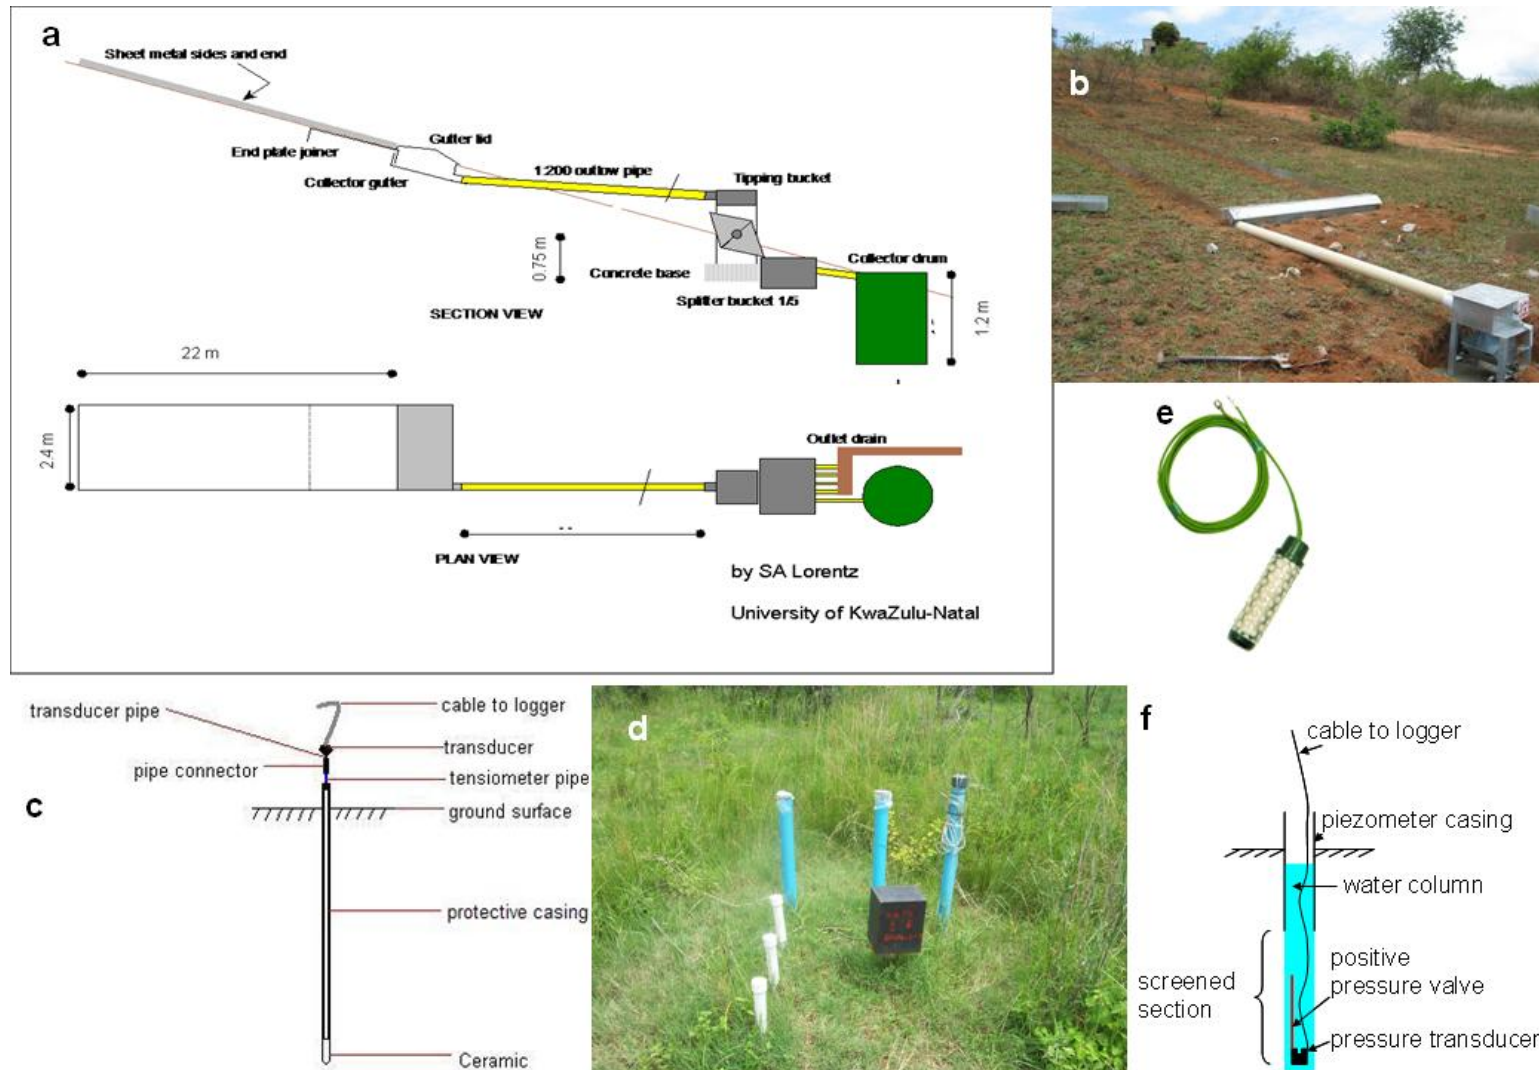 a
Sheet metal sides and end
Gutter lid
End plate joiner
Collector gutter
1:200 outlow pipe
Tipping bucket
0.75 m
Concrete base
Collector drum
Splitter bucket 1/5
SECTION VIEW
1.2 m
22 m
2.4 m
Outlet drain
PLAN VIEW
by SA Lorentz
University of KwaZulu-Natal
b
e
c
transducer pipe
cable to logger
transducer
pipe connector
tensiometer pipe
ground surface
protective casing
Ceramic
d
f
cable to logger
piezometer casing
water column
screened
section
positive
pressure valve
pressure transducer